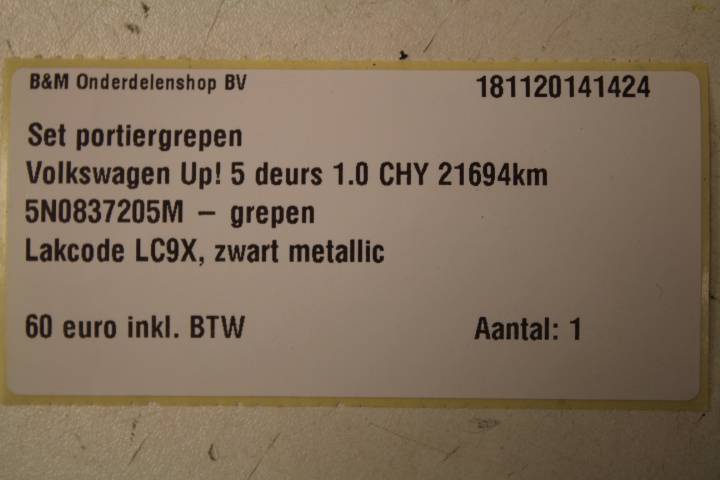 B&M Onderdelenshop BV 181120141424
Set portiergrepen
Volkswagen Up! 5 deurs 1.0 CHY 21694km
5N0837205M – grepen
Lakcode LC9X, zwart metallic
60 euro inkl. BTW Aantal: 1